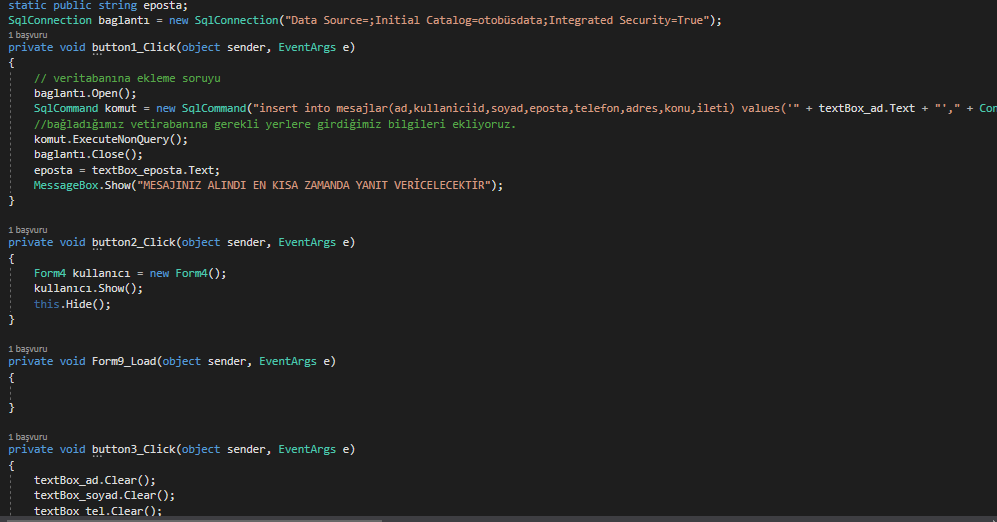 static public string eposta;
SqlConnection baglantı = new SqlConnection("Data Source=;Initial Catalog=otobüsdata;Integrated Security=True");
1 başvuru
private void button1_Click(object sender, EventArgs e)
{
// veritabanına ekleme soruyu
baglantı.Open();
SqlCommand komut = new SqlCommand("insert into mesajlar(ad,kullaniciid,soyad,eposta,telefon,adres,konu,ileti) values('" + textBox_ad.Text + "'," + Con
//bağladığımız vetirabanına gerekli yerlere girdiğimiz bilgileri ekliyoruz.
komut.ExecuteNonQuery();
baglantı.Close();
eposta = textBox_eposta.Text;
MessageBox.Show("MESAJINIZ ALINDI EN KISA ZAMANDA YANIT VERİCELECEKTİR");
}
1 başvuru
private void button2_Click(object sender, EventArgs e)
{
Form4 kullanıcı = new Form4();
kullanıcı.Show();
this.Hide();
}
1 başvuru
private void Form9_Load(object sender, EventArgs e)
{
}
1 başvuru
private void button3_Click(object sender, EventArgs e)
{
textBox_ad.Clear();
textBox_soyad.Clear();
textBox_tel.Clear();